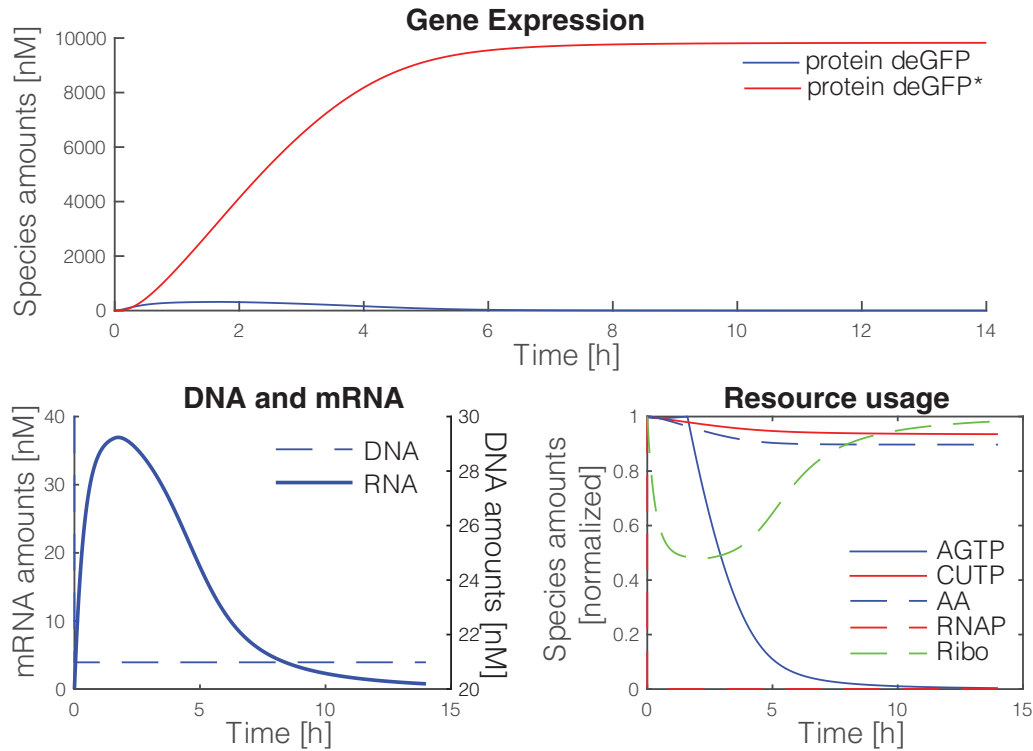 Gene Expression
Species amounts [nM]
10000
8000
6000
4000
2000
0
protein deGFP
protein deGFP*
0 2 4 6 8 10 12 14
Time [h]
DNA and mRNA
mRNA amounts [nM]
40
30
20
10
0
DNA
RNA
30
28
26
24
22
20
DNA amounts [nM]
0 5 10 15
Time [h]
Resource usage
Species amounts
[normalized]
1
0.8
0.6
0.4
0.2
0
AGTP
CUTP
AA
RNAP
Ribo
0 5 10 15
Time [h]